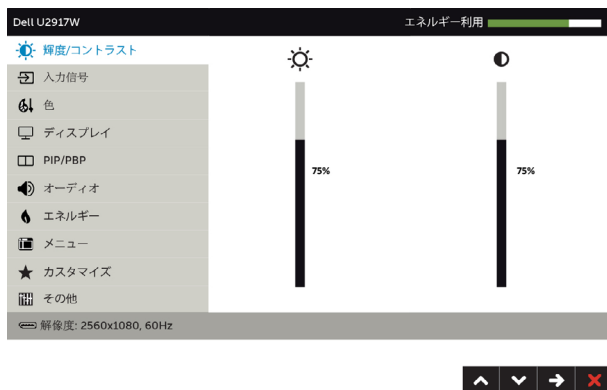 Dell U2917W
エネルギー利用
輝度/コントラスト
入力信号
色
ディスプレイ
PIP/PBP
オーディオ
エネルギー
メニュー
カスタマイズ
その他
75%
75%
解像度: 2560x1080, 60Hz